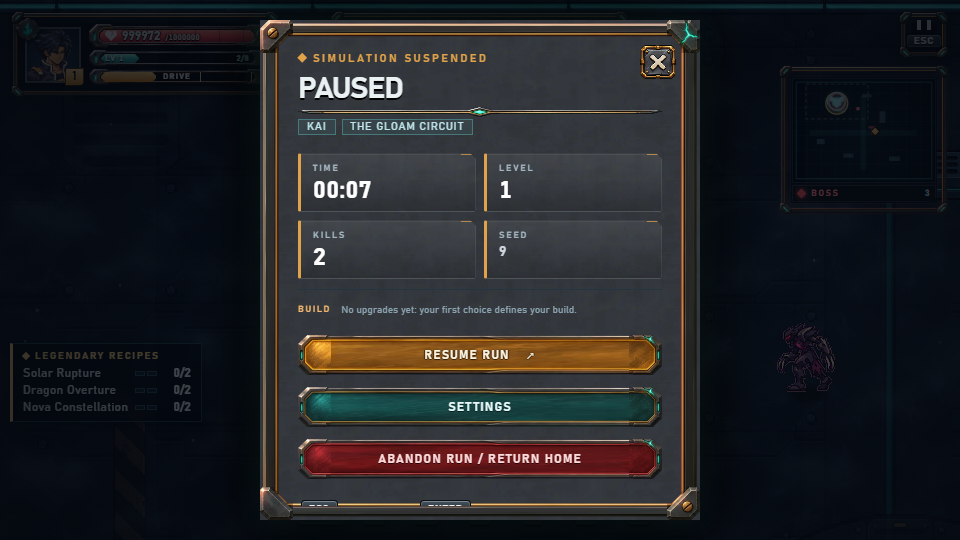 999972 /1000000
LV 2
2/8
1
DRIVE
ESC
BOSS
3
LEGENDARY RECIPES
Solar Rupture 0/2
Dragon Overture 0/2
Nova Constellation 0/2
SIMULATION SUSPENDED
PAUSED
KAI THE GLOAM CIRCUIT
TIME
00:07
LEVEL
1
KILLS
2
SEED
9
BUILD No upgrades yet: your first choice defines your build.
RESUME RUN ↗
SETTINGS
ABANDON RUN / RETURN HOME